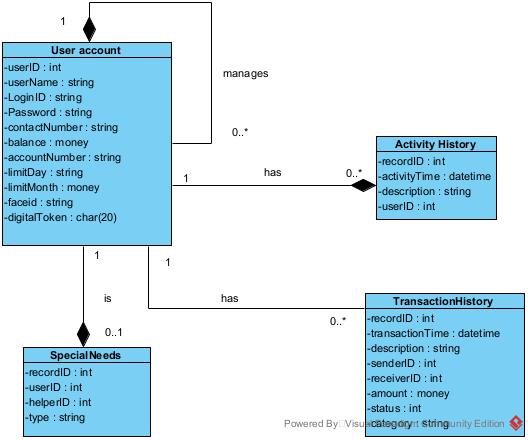 1
User account
-userID : int
-userName : string
-LoginID : string
-Password : string
-contactNumber : string
-balance : money
-accountNumber : string
-limitDay : string
-limitMonth : money
-faceid : string
-digitalToken : char(20)
manages
0..*
1
has
0..*
Activity History
-recordID : int
-activityTime : datetime
-description : string
-userID : int
1
is
0..1
SpecialNeeds
-recordID : int
-userID : int
-helperID : int
-type : string
1
has
0..*
TransactionHistory
-recordID : int
-transactionTime : datetime
-description : string
-senderID : int
-receiverID : int
-amount : money
-status : int
-category : string
Powered By Visual Paradigm Community Edition